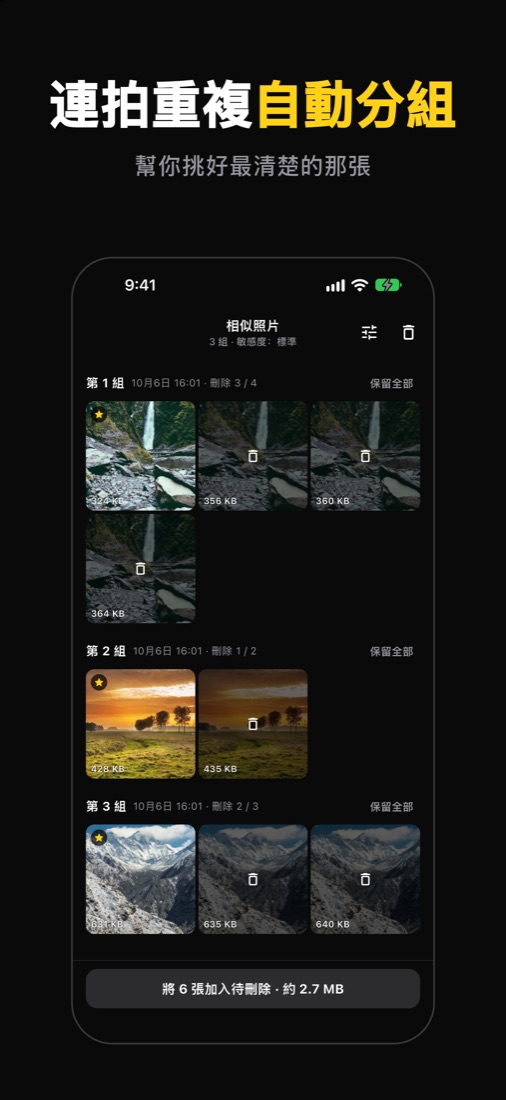 連拍重複自動分組
幫你挑好最清楚的那張
9:41
相似照片
3 組 · 敏感度：標準
第 1 組 10月6日 16:01 · 刪除 3 / 4 保留全部
324 KB 356 KB 360 KB
364 KB
第 2 組 10月6日 16:01 · 刪除 1 / 2 保留全部
428 KB 435 KB
第 3 組 10月6日 16:01 · 刪除 2 / 3 保留全部
631 KB 635 KB 640 KB
將 6 張加入待刪除 · 約 2.7 MB